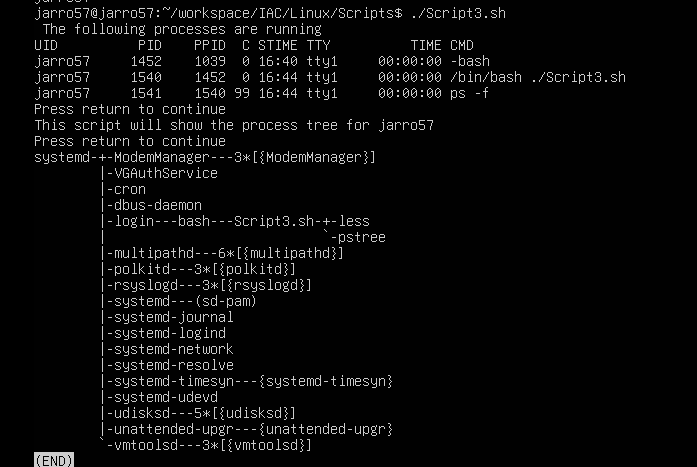 jarro57@jarro57:~/workspace/IAC/Linux/Scripts$ ./Script3.sh
 The following processes are running
UID          PID    PPID  C STIME TTY          TIME CMD
jarro57     1452    1039  0 16:40 tty1     00:00:00 -bash
jarro57     1540    1452  0 16:44 tty1     00:00:00 /bin/bash ./Script3.sh
jarro57     1541    1540 99 16:44 tty1     00:00:00 ps -f
Press return to continue
This script will show the process tree for jarro57
Press return to continue
systemd-+-ModemManager---3*[{ModemManager}]
        |-VGAuthService
        |-cron
        |-dbus-daemon
        |-login---bash---Script3.sh-+-less
        |                           `-pstree
        |-multipathd---6*[{multipathd}]
        |-polkitd---3*[{polkitd}]
        |-rsyslogd---3*[{rsyslogd}]
        |-systemd---(sd-pam)
        |-systemd-journal
        |-systemd-logind
        |-systemd-network
        |-systemd-resolve
        |-systemd-timesyn---{systemd-timesyn}
        |-systemd-udevd
        |-udisksd---5*[{udisksd}]
        |-unattended-upgr---{unattended-upgr}
        `-vmtoolsd---3*[{vmtoolsd}]
(END)